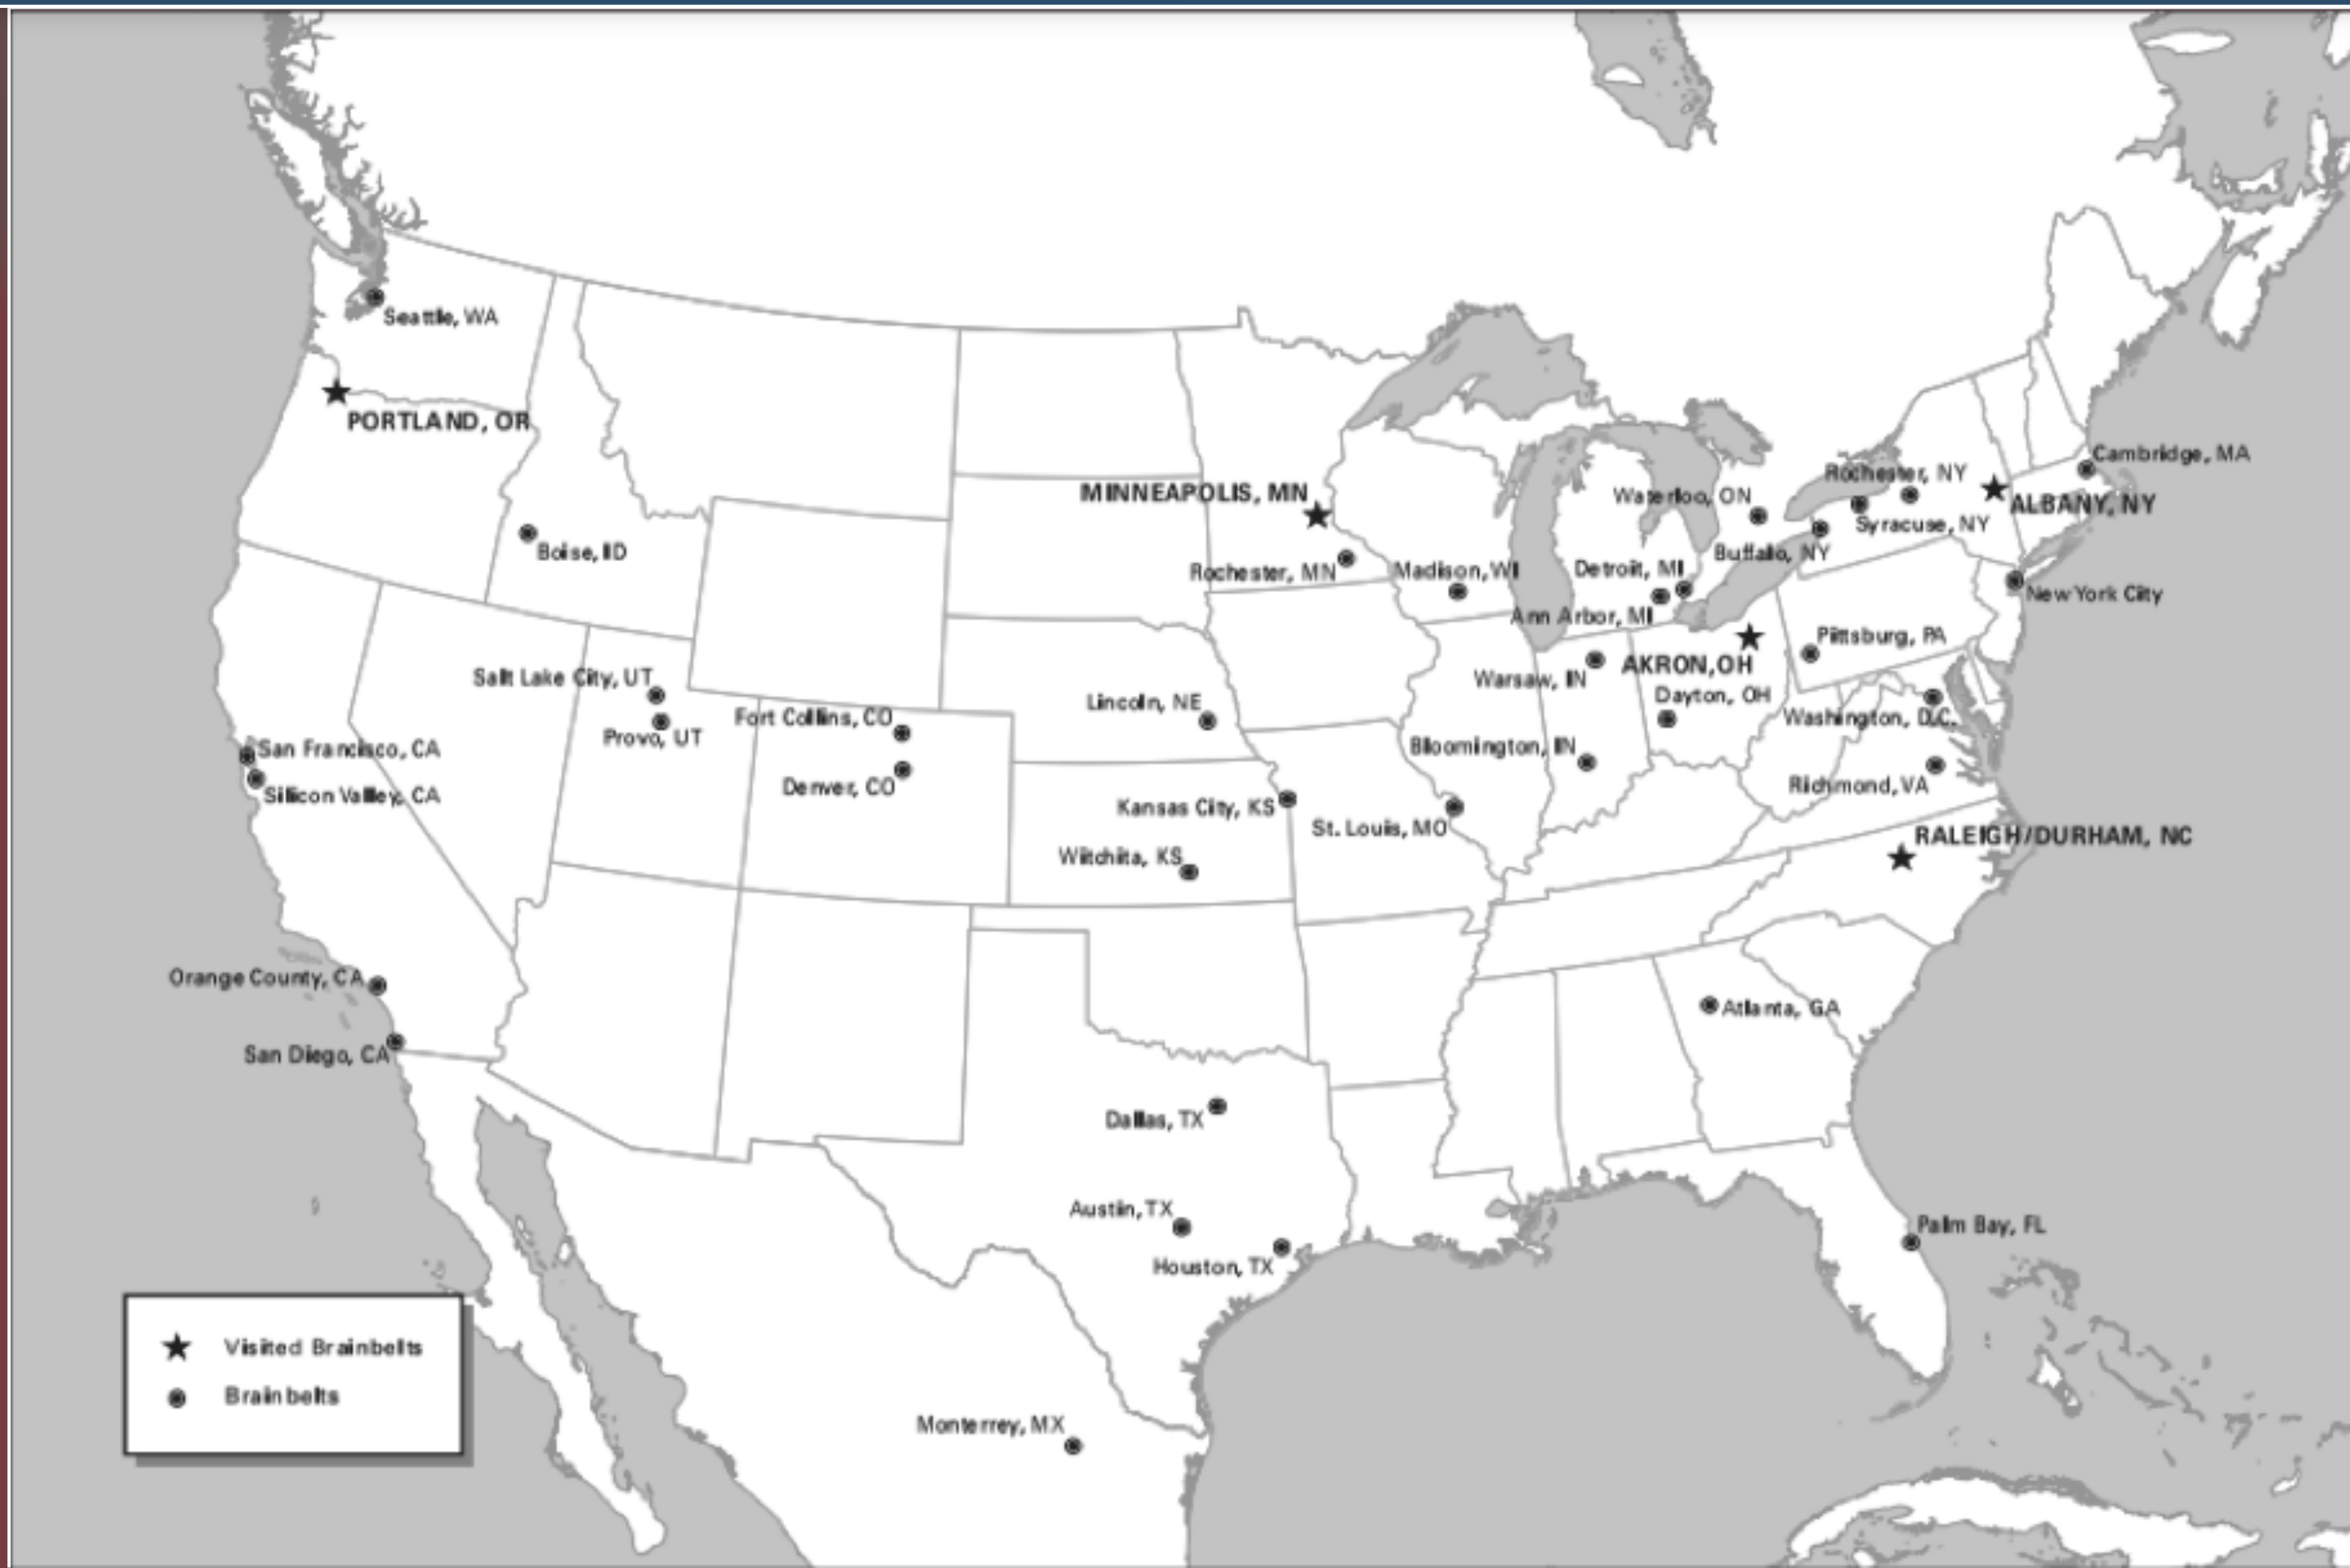 Seattle, WA
PORTLAND, OR
Cambridge, MA
Rochester, NY
MINNEAPOLIS, MN
Waterloo, ON
ALBANY, NY
Syracuse, NY
Boise, ID
Buffalo, NY
Rochester, MN
Madison, WI
Detroit, MI
New York City
Ann Arbor, MI
Pittsburg, PA
AKRON, OH
Salt Lake City, UT
Warsaw, IN
Dayton, OH
Lincoln, NE
Fort Collins, CO
Washington, D.C.
Provo, UT
San Francisco, CA
Bloomington, IN
Denver, CO
Richmond, VA
Silicon Valley, CA
Kansas City, KS
St. Louis, MO
RALEIGH/DURHAM, NC
Witchita, KS
Orange County, CA
Atlanta, GA
San Diego, CA
Dallas, TX
Austin, TX
Palm Bay, FL
Houston, TX
Visited Brainbelts
Brainbelts
Monterrey, MX